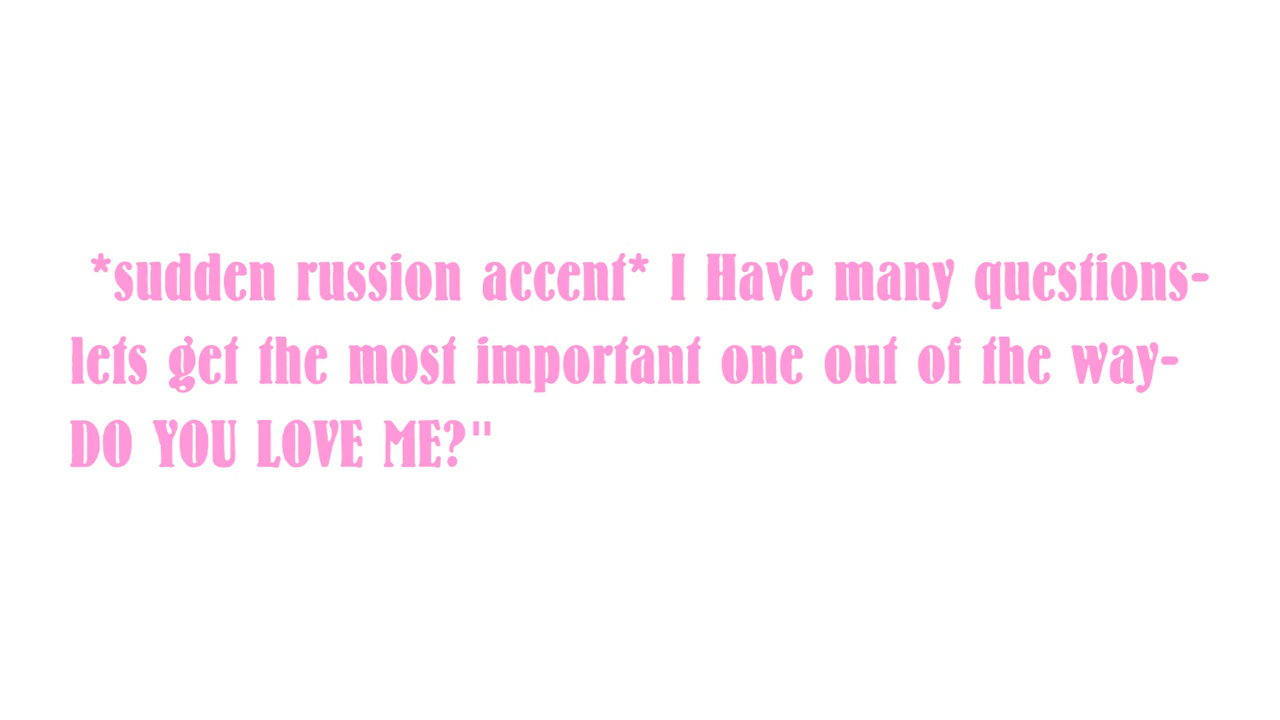 *sudden russion accent* I Have many questions-
lets get the most important one out of the way-
DO YOU LOVE ME?"